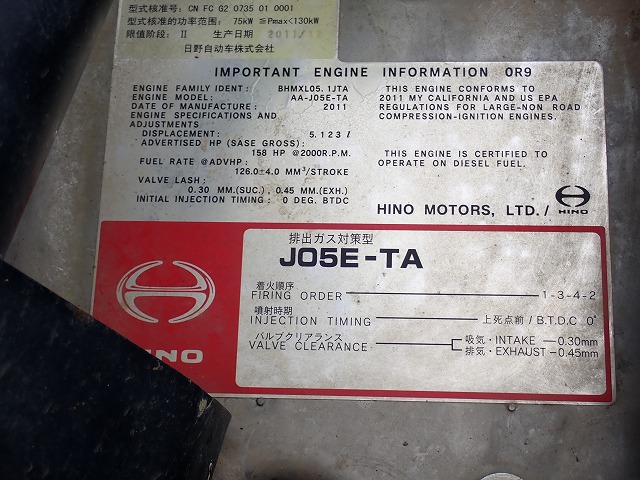 型式核准号: CN FC G2 0735 01 0001
额定净功率范围: 75kW ≦Pmax<130kW
限值阶段: II 生产日期 2011/12
日野自动车株式会社
IMPORTANT ENGINE INFORMATION 0R9
ENGINE FAMILY IDENT: BHMXL05.1JTA
ENGINE MODEL: AA-J05E-TA
DATE OF MANUFACTURE: 2011
ENGINE SPECIFICATIONS AND
ADJUSTMENTS
DISPLACEMENT: 5.123 ℓ
ADVERTISED HP (SASE GROSS):
158 HP @2000R.P.M.
FUEL RATE @ADVHP:
126.0±4.0 MM³/STROKE
VALVE LASH:
0.30 MM.(SUC.), 0.45 MM.(EXH.)
INITIAL INJECTION TIMING: 0 DEG. BTDC
THIS ENGINE CONFORMS TO
2011 MY CALIFORNIA AND US EPA
REGULATIONS FOR LARGE-NON ROAD
COMPRESSION-IGNITION ENGINES.
THIS ENGINE IS CERTIFIED TO
OPERATE ON DIESEL FUEL.
HINO MOTORS, LTD./
HINO
排出ガス対策型
J05E-TA
着火順序
FIRING ORDER 1-3-4-2
噴射時期
INJECTION TIMING 上死点前/B.T.D.C 0°
バルブクリアランス
VALVE CLEARANCE
吸気・INTAKE 0.30mm
排気・EXHAUST 0.45mm
HINO